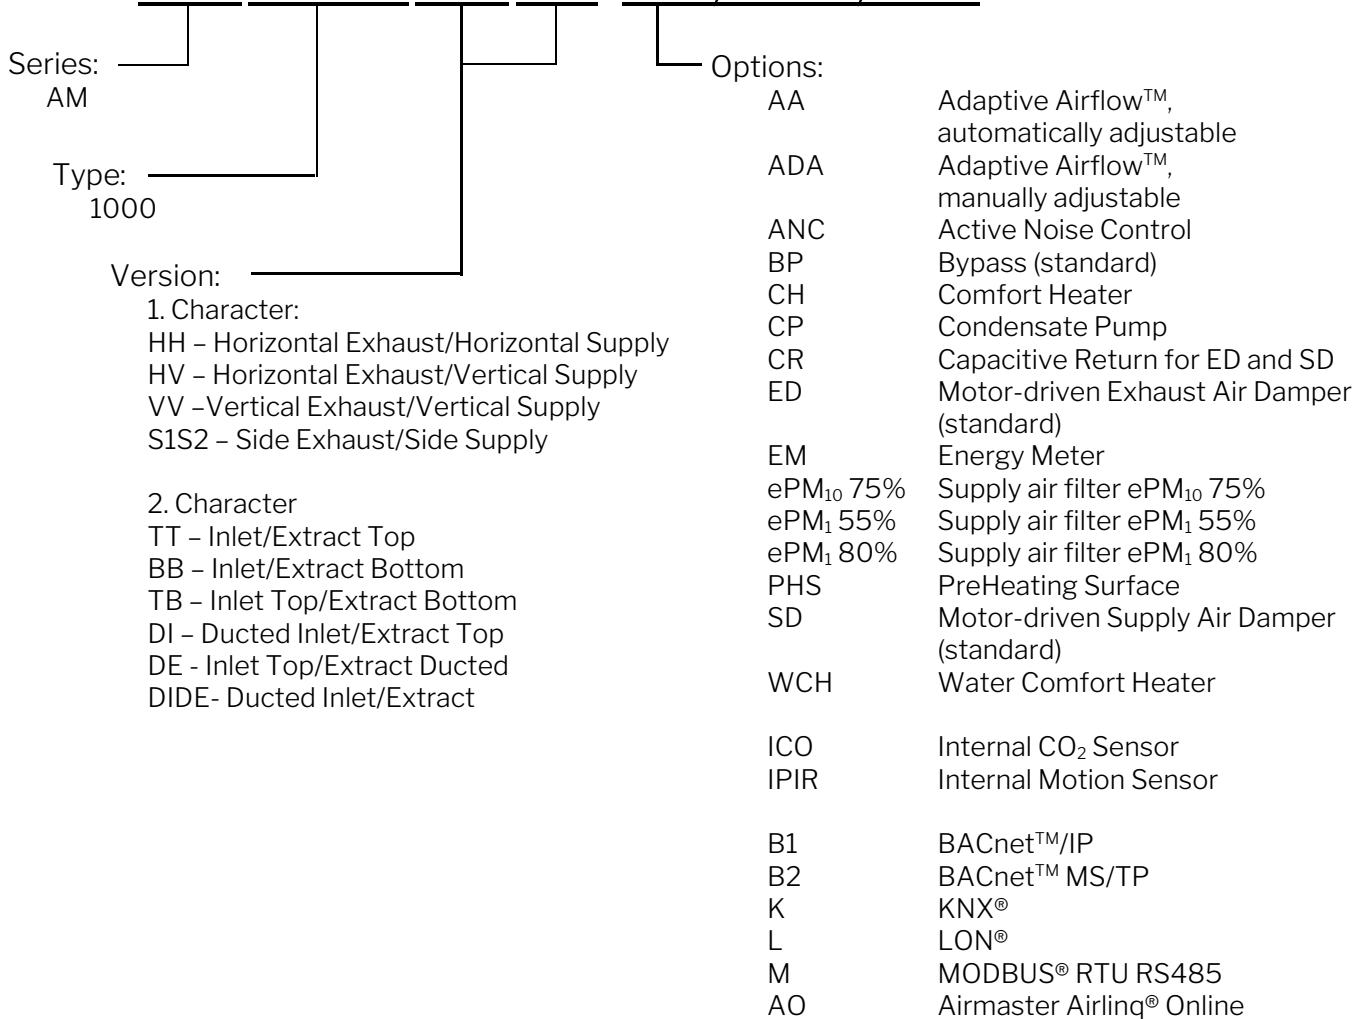 Series:
AM
Type:
1000
Version:
1. Character:
HH – Horizontal Exhaust/Horizontal Supply
HV – Horizontal Exhaust/Vertical Supply
VV –Vertical Exhaust/Vertical Supply
S1S2 – Side Exhaust/Side Supply
2. Character
TT – Inlet/Extract Top
BB – Inlet/Extract Bottom
TB – Inlet Top/Extract Bottom
DI – Ducted Inlet/Extract Top
DE - Inlet Top/Extract Ducted
DIDE- Ducted Inlet/Extract
Options:
AA Adaptive Airflow™,
automatically adjustable
ADA Adaptive Airflow™,
manually adjustable
ANC Active Noise Control
BP Bypass (standard)
CH Comfort Heater
CP Condensate Pump
CR Capacitive Return for ED and SD
ED Motor-driven Exhaust Air Damper
(standard)
EM Energy Meter
ePM₁₀ 75% Supply air filter ePM₁₀ 75%
ePM₁ 55% Supply air filter ePM₁ 55%
ePM₁ 80% Supply air filter ePM₁ 80%
PHS PreHeating Surface
SD Motor-driven Supply Air Damper
(standard)
WCH Water Comfort Heater
ICO Internal CO₂ Sensor
IPIR Internal Motion Sensor
B1 BACnet™/IP
B2 BACnet™ MS/TP
K KNX®
L LON®
M MODBUS® RTU RS485
AO Airmaster Airlinq® Online